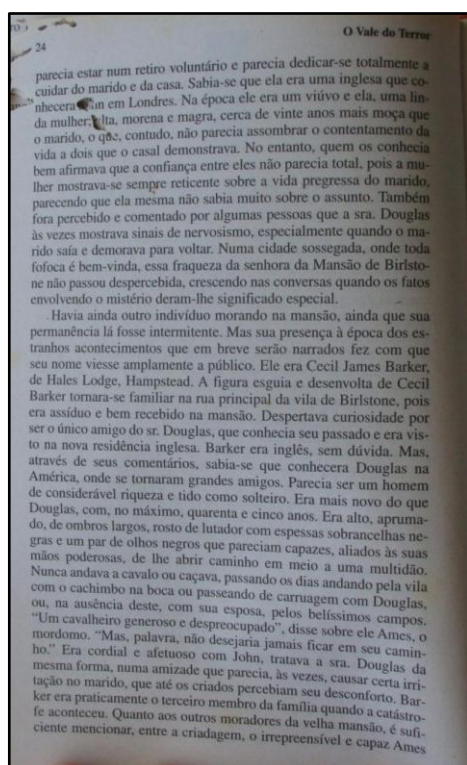 O Vale do Terror
24
parecia estar num retiro voluntário e parecia dedicar-se totalmente a
cuidar do marido e da casa. Sabia-se que ela era uma inglesa que co-
nhecera em Londres. Na época ele era um viúvo e ela, uma lin-
da mulher, alta, morena e magra, cerca de vinte anos mais moça que
o marido, o que, contudo, não parecia assombrar o contentamento da
vida a dois que o casal demonstrava. No entanto, quem os conhecia
bem afirmava que a confiança entre eles não parecia total, pois a mu-
lher mostrava-se sempre reticente sobre a vida pregressa do marido,
parecendo que ela mesma não sabia muito sobre o assunto. Também
fora percebido e comentado por algumas pessoas que a sra. Douglas
às vezes mostrava sinais de nervosismo, especialmente quando o ma-
rido saía e demorava para voltar. Numa cidade sossegada, onde toda
fofoca é bem-vinda, essa fraqueza da senhora da Mansão de Birlsto-
ne não passou despercebida, crescendo nas conversas quando os fatos
envolvendo o mistério deram-lhe significado especial.
Havia ainda outro indivíduo morando na mansão, ainda que sua
permanência lá fosse intermitente. Mas sua presença à época dos es-
tranhos acontecimentos que em breve serão narrados fez com que
seu nome viesse amplamente a público. Ele era Cecil James Barker,
de Hales Lodge, Hampstead. A figura esguia e desenvolta de Cecil
Barker tornara-se familiar na rua principal da vila de Birlstone, pois
era assíduo e bem recebido na mansão. Despertava curiosidade por
ser o único amigo do sr. Douglas, que conhecia seu passado e era vis-
to na nova residência inglesa. Barker era inglês, sem dúvida. Mas,
através de seus comentários, sabia-se que conhecera Douglas na
América, onde se tornaram grandes amigos. Parecia ser um homem
de considerável riqueza e tido como solteiro. Era mais novo do que
Douglas, com, no máximo, quarenta e cinco anos. Era alto, apruma-
do, de ombros largos, rosto de lutador com espessas sobrancelhas ne-
gras e um par de olhos negros que pareciam capazes, aliados às suas
mãos poderosas, de lhe abrir caminho em meio a uma multidão.
Nunca andava a cavalo ou caçava, passando os dias andando pela vila
com o cachimbo na boca ou passeando de carruagem com Douglas,
ou, na ausência deste, com sua esposa, pelos belíssimos campos.
"Um cavalheiro generoso e despreocupado", disse sobre ele Ames, o
mordomo. "Mas, palavra, não desejaria jamais ficar em seu camin-
ho." Era cordial e afetuoso com John, tratava a sra. Douglas da
mesma forma, numa amizade que parecia, às vezes, causar certa irri-
tação no marido, que até os criados percebiam seu desconforto. Bar-
ker era praticamente o terceiro membro da família quando a catástro-
fe aconteceu. Quanto aos outros moradores da velha mansão, é sufi-
ciente mencionar, entre a criadagem, o irrepreensível e capaz Ames